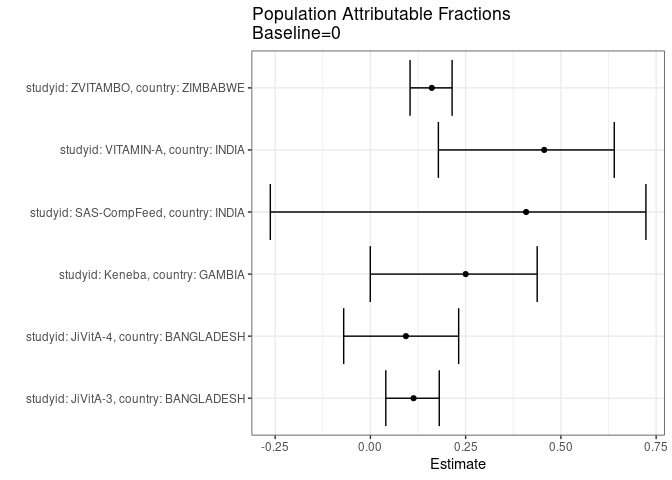 Population Attributable Fractions
Baseline=0
studyid: ZVITAMBO, country: ZIMBABWE
studyid: VITAMIN-A, country: INDIA
studyid: SAS-CompFeed, country: INDIA
studyid: Keneba, country: GAMBIA
studyid: JiVitA-4, country: BANGLADESH
studyid: JiVitA-3, country: BANGLADESH
-0.25 0.00 0.25 0.50 0.75
Estimate